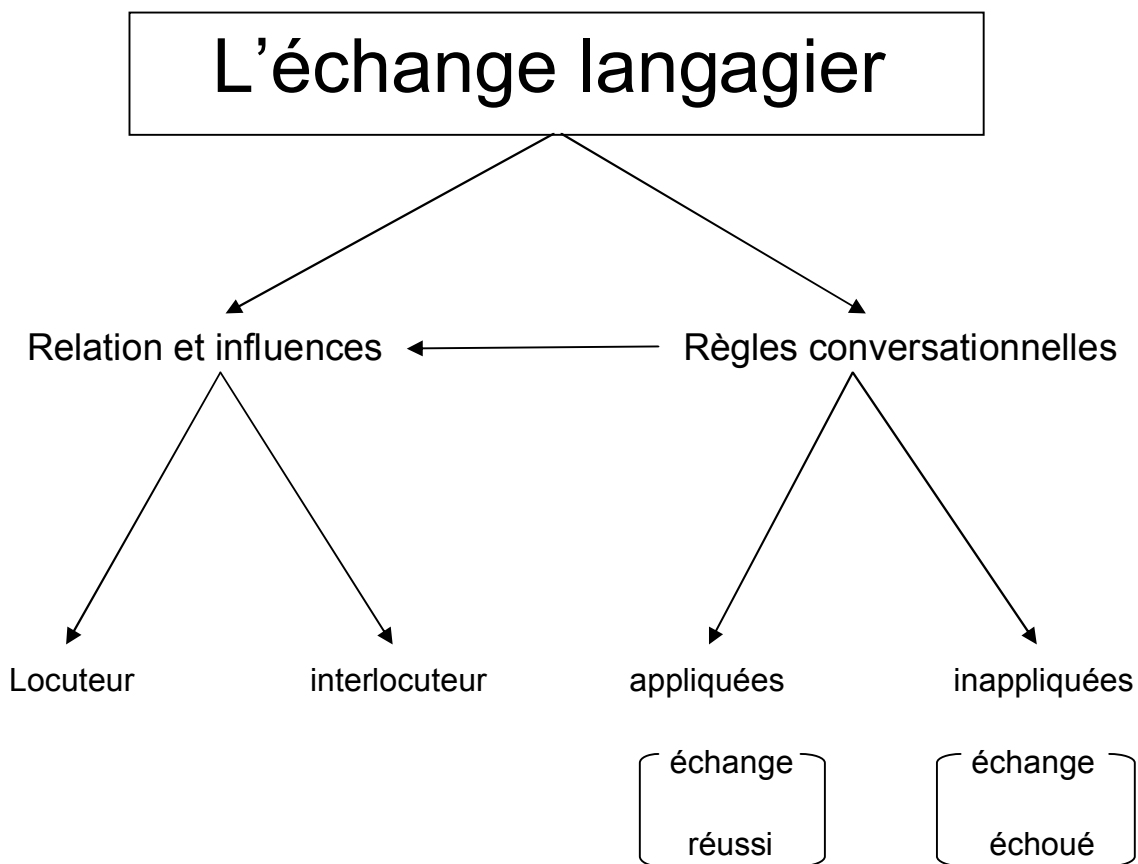 L’échange langagier
Relation et influences
Règles conversationnelles
Locuteur
interlocuteur
appliquées
inappliquées
échange
réussi
échange
échoué